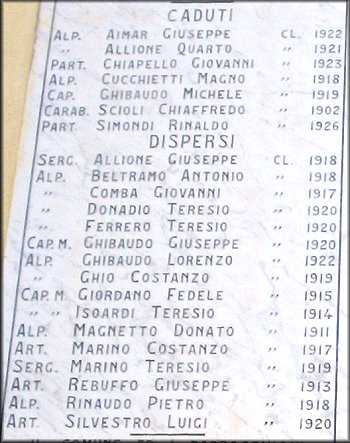 CADUTI
ALP. AIMAR GIUSEPPE CL. 1922
" ALLIONE QUARTO " 1921
PART. CHIAPELLO GIOVANNI " 1923
ALP. CUCCHIETTI MAGNO " 1918
CAP. GHIBAUDO MICHELE " 1919
CARAB. SCIOLI CHIAFFREDO " 1902
PART SIMONDI RINALDO " 1926
DISPERSI
SERG. ALLIONE GIUSEPPE CL. 1918
ALP. BELTRAMO ANTONIO " 1918
" COMBA GIOVANNI " 1917
" DONADIO TERESIO " 1920
" FERRERO TERESIO " 1920
CAP. M. GHIBAUDO GIUSEPPE " 1920
ALP. GHIBAUDO LORENZO " 1922
" GHIO COSTANZO " 1919
CAP. M. GIORDANO FEDELE " 1915
" " ISOARDI TERESIO " 1914
ALP. MAGNETTO DONATO " 1911
ART. MARINO COSTANZO " 1917
SERG. MARINO TERESIO " 1919
ART. REBUFFO GIUSEPPE " 1913
ALP. RINAUDO PIETRO " 1918
ART. SILVESTRO LUIGI " 1920